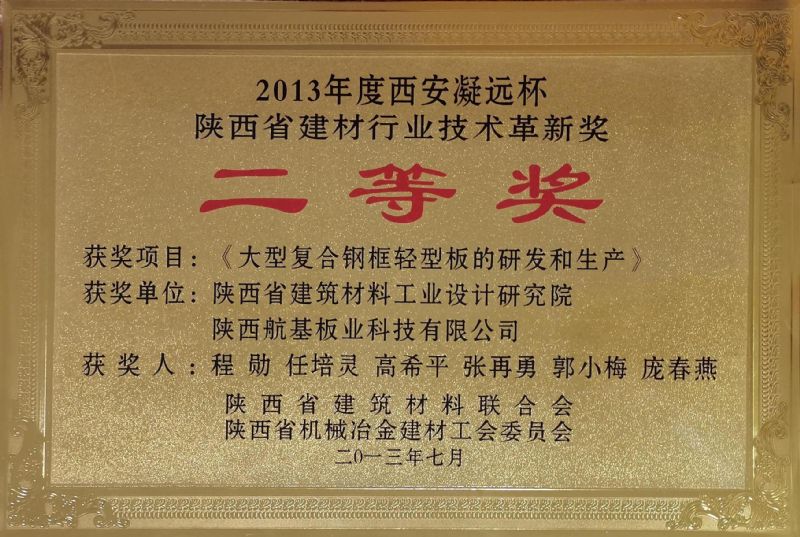 2013年度西安凝远杯
陕西省建材行业技术革新奖
二等奖
获奖项目：《大型复合钢框轻型板的研发和生产》
获奖单位：陕西省建筑材料工业设计研究院
陕西航基板业科技有限公司
获奖人：程 勋 任培灵 高希平 张再勇 郭小梅 庞春燕
陕西省建筑材料联合会
陕西省机械冶金建材工会委员会
二〇一三年七月